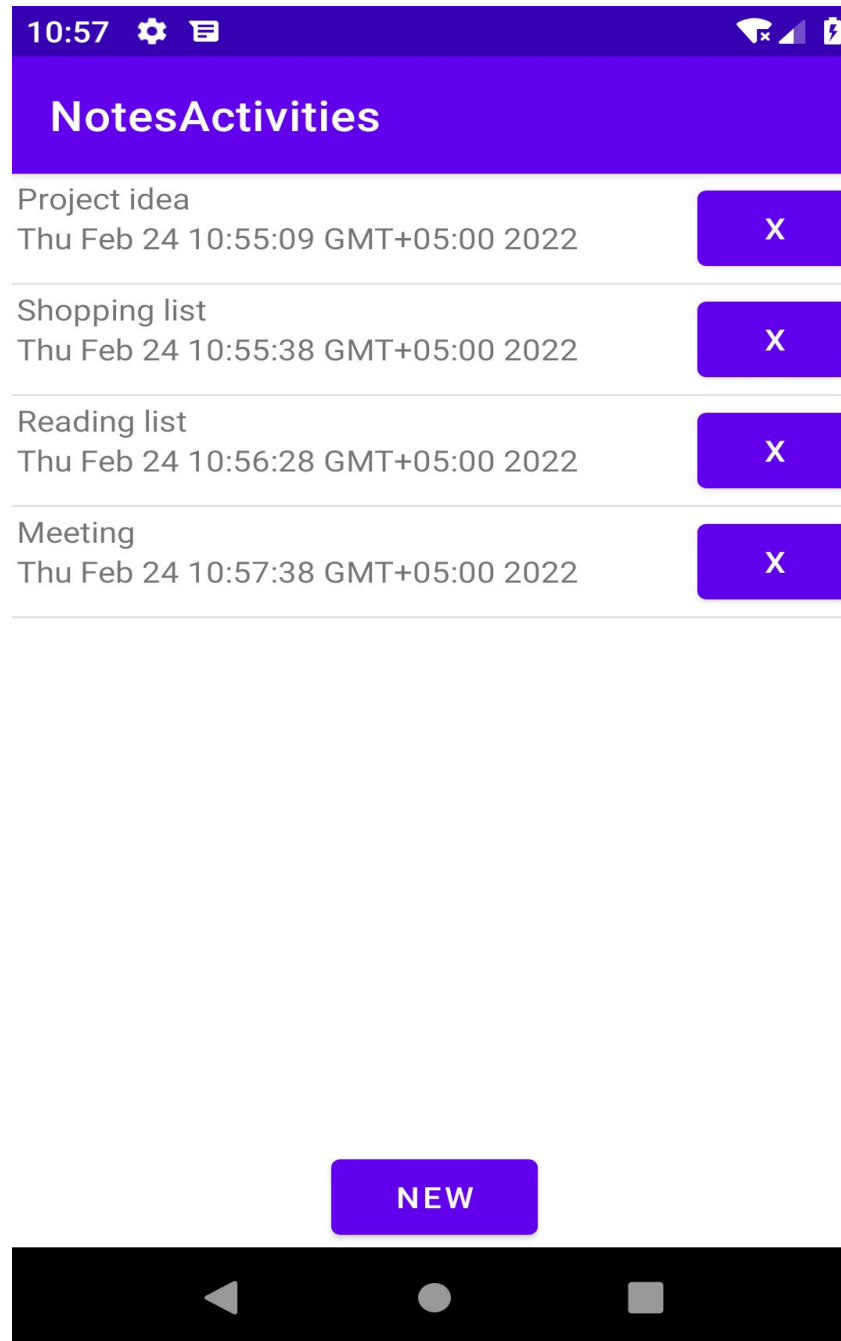 10:57
NotesActivities
Project idea
Thu Feb 24 10:55:09 GMT+05:00 2022
X
Shopping list
Thu Feb 24 10:55:38 GMT+05:00 2022
X
Reading list
Thu Feb 24 10:56:28 GMT+05:00 2022
X
Meeting
Thu Feb 24 10:57:38 GMT+05:00 2022
X
NEW